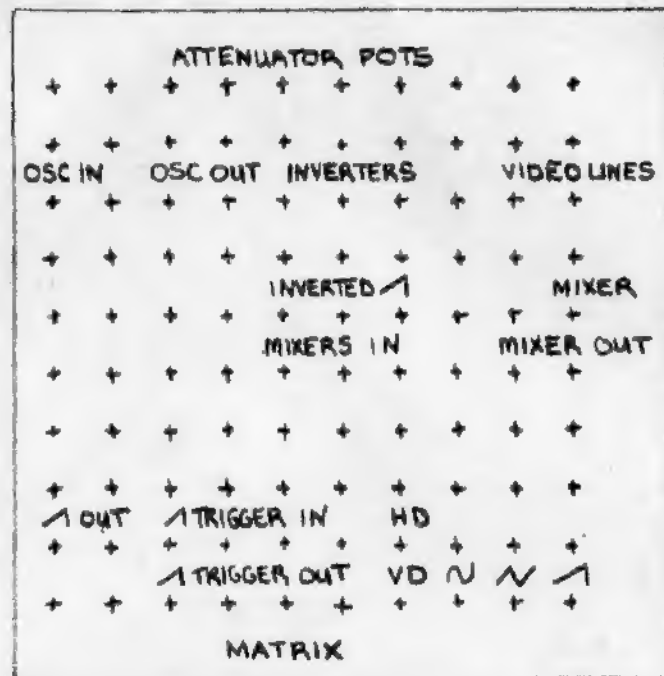 ATTENUATOR POTS
OSC IN OSC OUT INVERTERS VIDEO LINES
INVERTED MIXER
MIXERS IN MIXER OUT
OUT TRIGGER IN HD
TRIGGER OUT VD
MATRIX